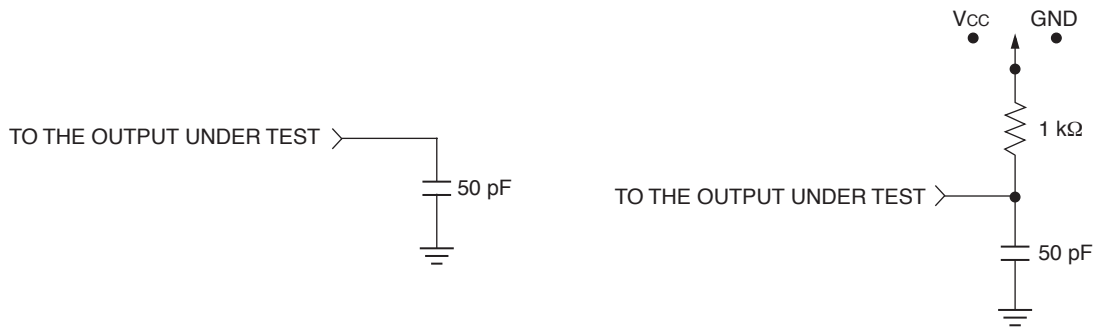 TO THE OUTPUT UNDER TEST
50 pF
VCC
GND
1 kΩ
TO THE OUTPUT UNDER TEST
50 pF